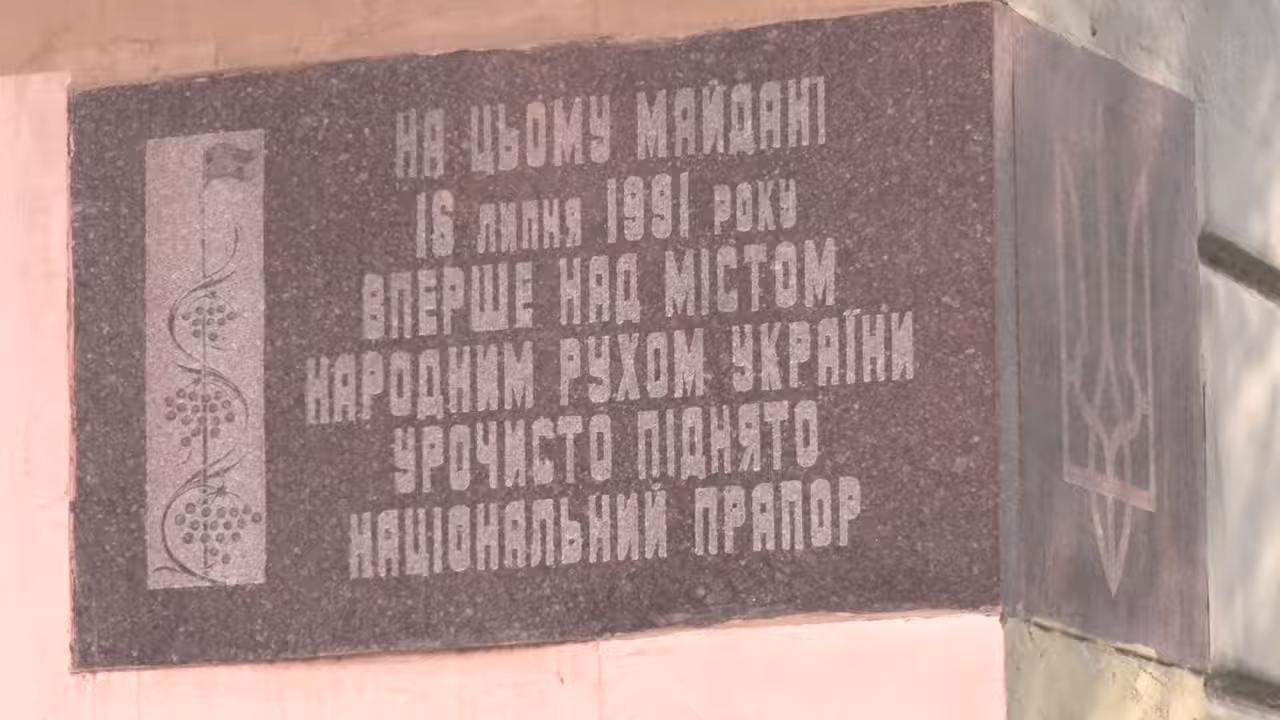 НА ЦЬОМУ МАЙДАНІ
16 ЛИПНЯ 1991 РОКУ
ВПЕРШЕ НАД МІСТОМ
НАРОДНИМ РУХОМ УКРАЇНИ
УРОЧИСТО ПІДНЯТО
НАЦІОНАЛЬНИЙ ПРАПОР